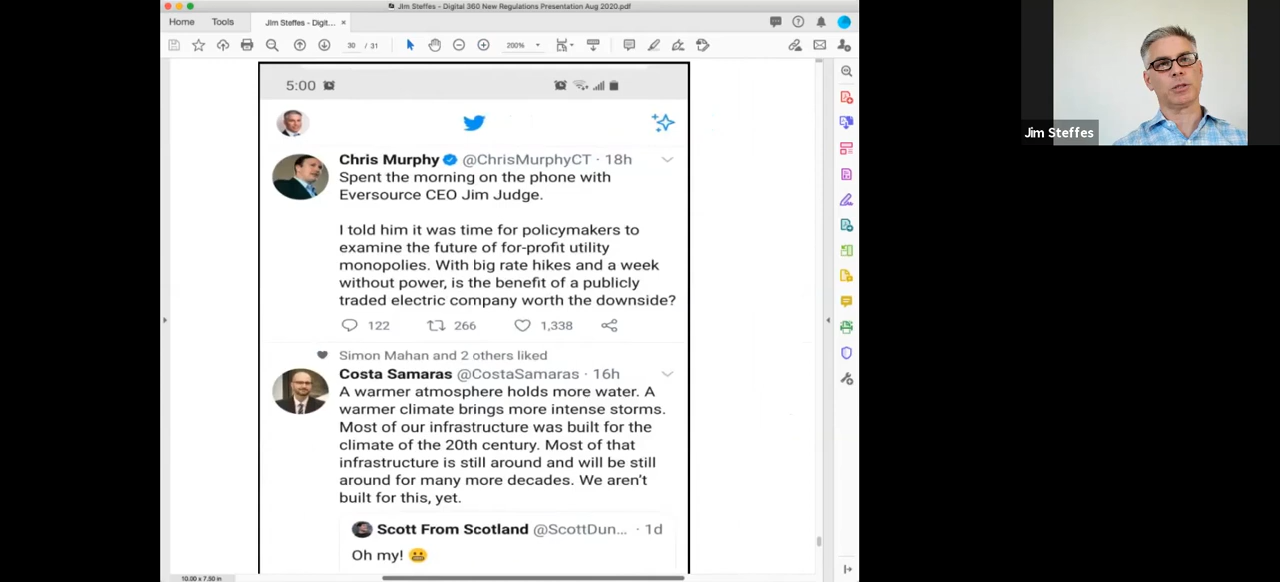 Jim Steffes - Digital 360 New Regulations Presentation Aug 2020.pdf
Home Tools Jim Steffes - Digit... ×
30 / 31 200%
5:00
Chris Murphy @ChrisMurphyCT · 18h
Spent the morning on the phone with
Eversource CEO Jim Judge.
I told him it was time for policymakers to
examine the future of for-profit utility
monopolies. With big rate hikes and a week
without power, is the benefit of a publicly
traded electric company worth the downside?
122 266 1,338
Simon Mahan and 2 others liked
Costa Samaras @CostaSamaras · 16h
A warmer atmosphere holds more water. A
warmer climate brings more intense storms.
Most of our infrastructure was built for the
climate of the 20th century. Most of that
infrastructure is still around and will be still
around for many more decades. We aren't
built for this, yet.
Scott From Scotland @ScottDun... · 1d
Oh my! 😬
10.00 x 7.50 in
Jim Steffes